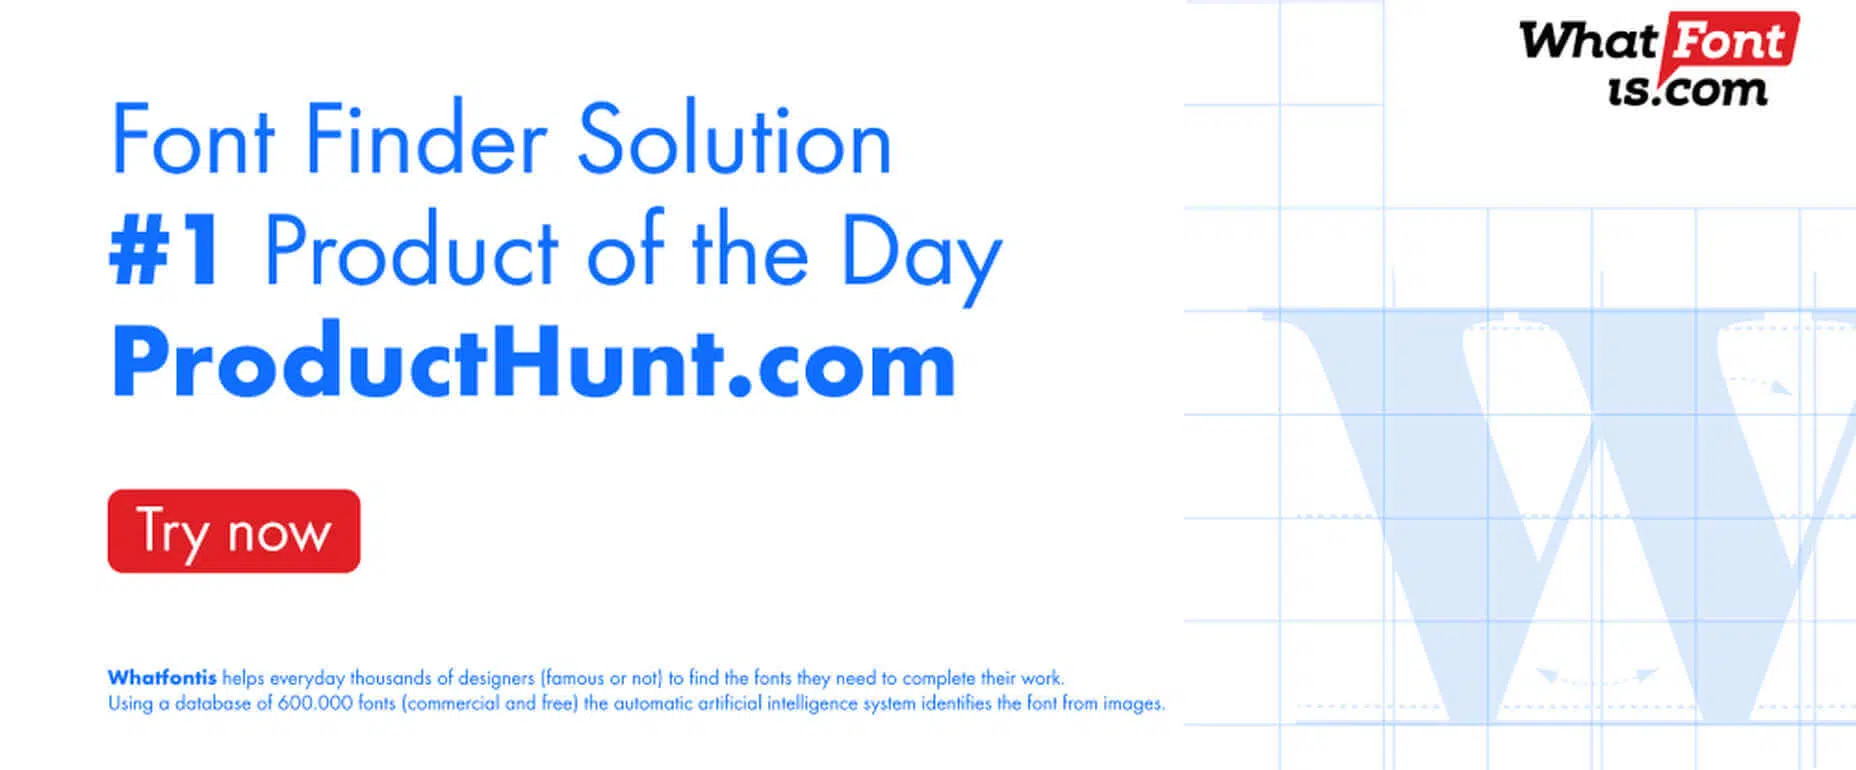 What Font
is.com
Font Finder Solution
#1 Product of the Day
ProductHunt.com
Try now
Whatfontis helps everyday thousands of designers (famous or not) to find the fonts they need to complete their work.
Using a database of 600.000 fonts (commercial and free) the automatic artificial intelligence system identifies the font from images.
W